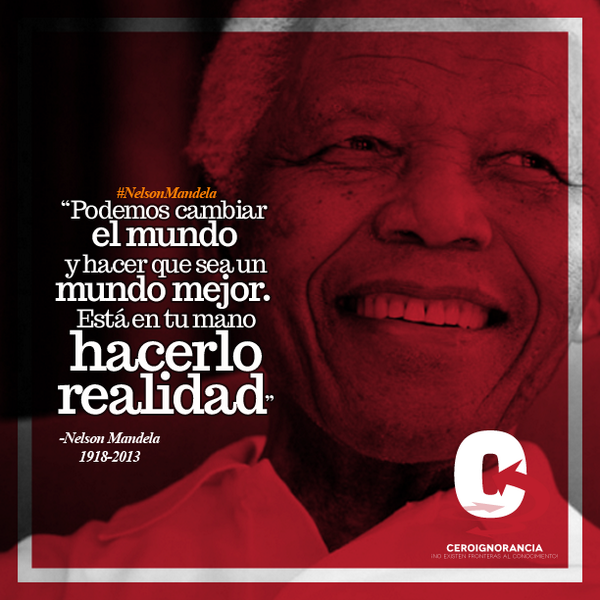 #NelsonMandela
“Podemos cambiar
el mundo
y hacer que sea un
mundo mejor.
Está en tu mano
hacerlo
realidad”
-Nelson Mandela
1918-2013
C
CEROIGNORANCIA
(NO EXISTEN FRONTERAS AL CONOCIMIENTO)